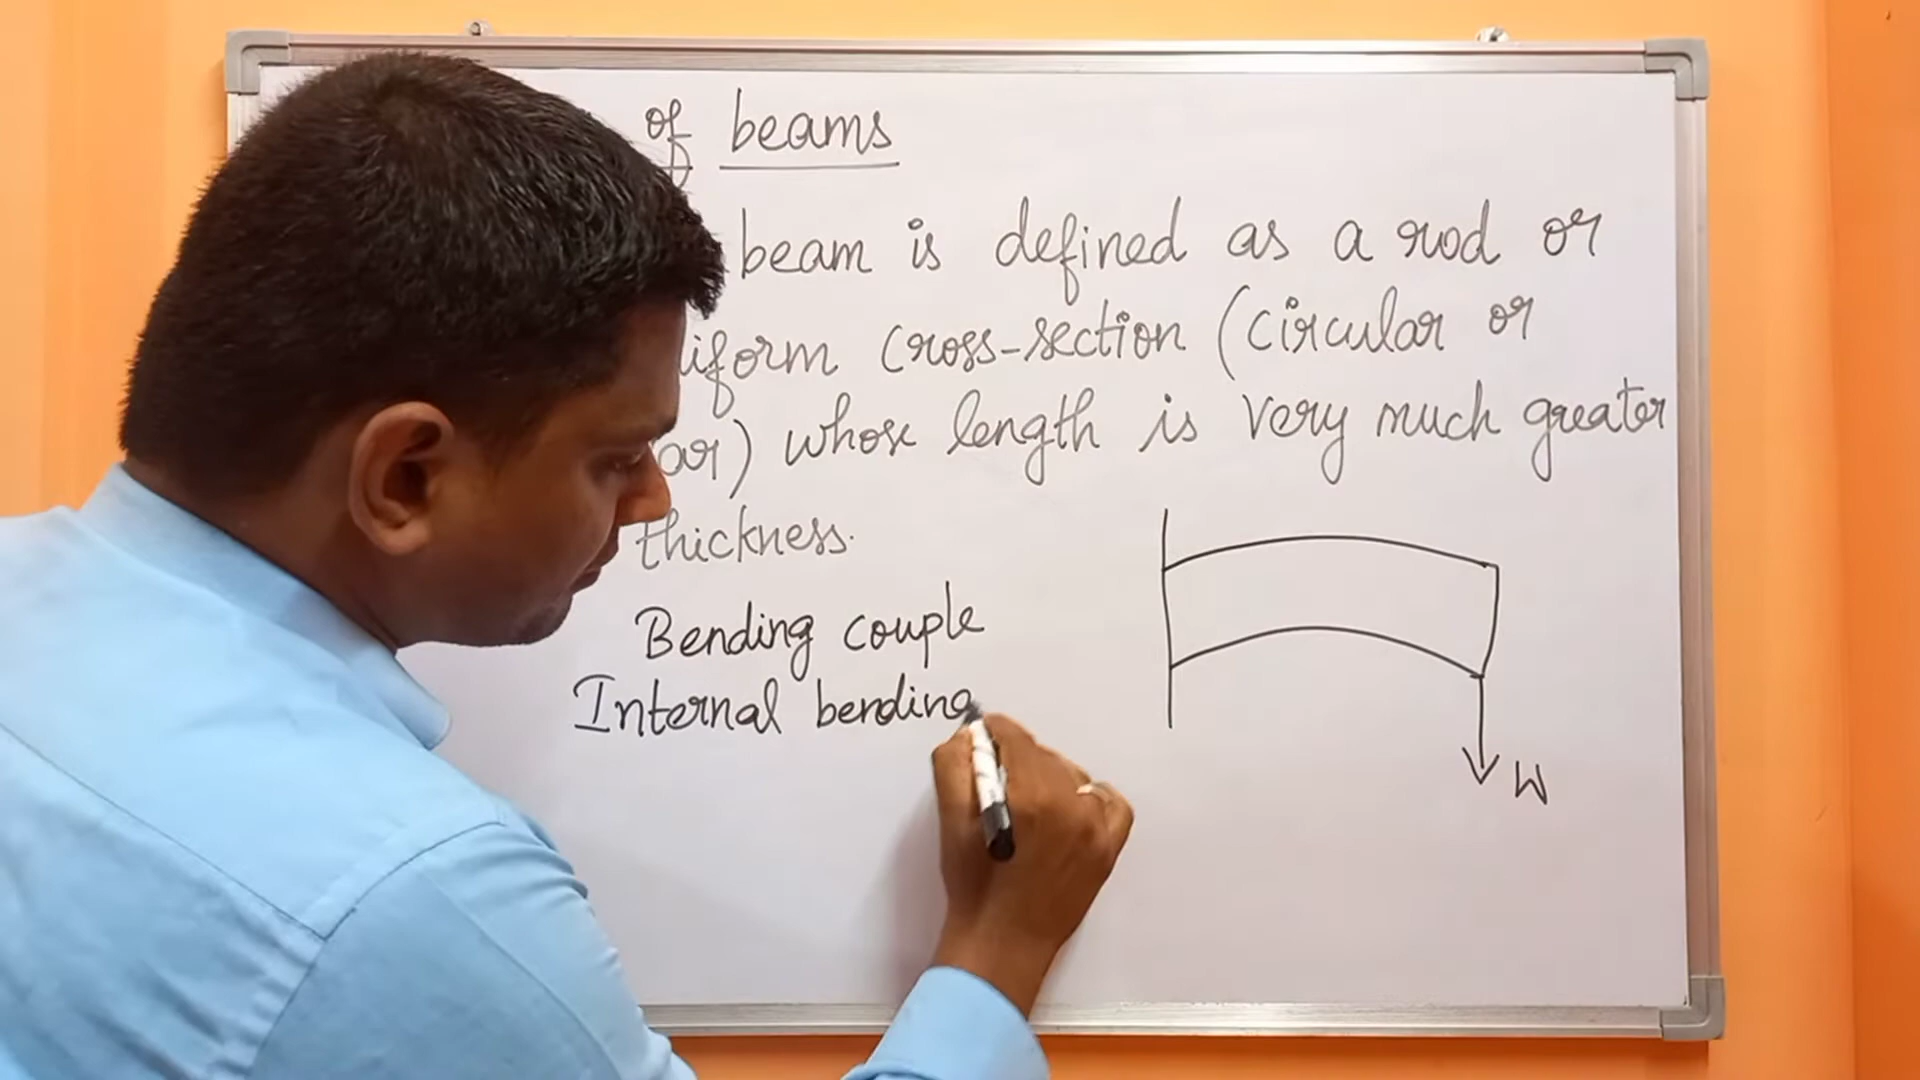 of beams
beam is defined as a rod or
iform cross-section (circular or
ar) whose length is very much greater
thickness.
Bending couple
Internal bending
W